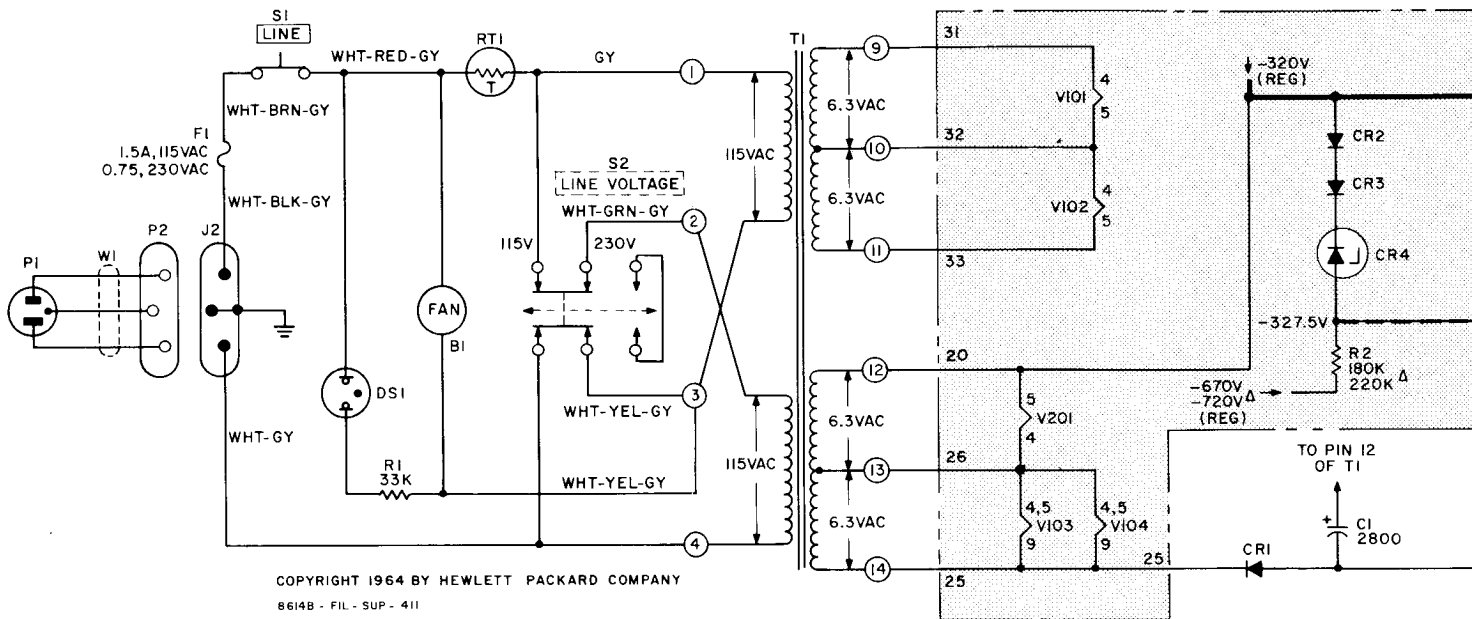 S1
LINE
WHT-RED-GY
RT1
T
GY
1
T1
9
31
6.3VAC
4
V101
5
-320V
(REG)
WHT-BRN-GY
F1
1.5A, 115VAC
0.75, 230VAC
WHT-BLK-GY
P1
W1
P2
J2
FAN
B1
DS1
R1
33K
WHT-GY
S2
LINE VOLTAGE
WHT-GRN-GY
2
115V
230V
115VAC
10
32
6.3VAC
4
V102
5
11
33
CR2
CR3
CR4
-327.5V
R2
180K
220K Δ
-670V
-720V Δ
(REG)
3
WHT-YEL-GY
WHT-YEL-GY
115VAC
4
12
20
6.3VAC
5
V201
4
13
26
6.3VAC
4,5
V103
9
4,5
V104
9
14
25
25
CR1
TO PIN 12
OF T1
+
C1
2800
COPYRIGHT 1964 BY HEWLETT PACKARD COMPANY
8614B - FIL - SUP - 411